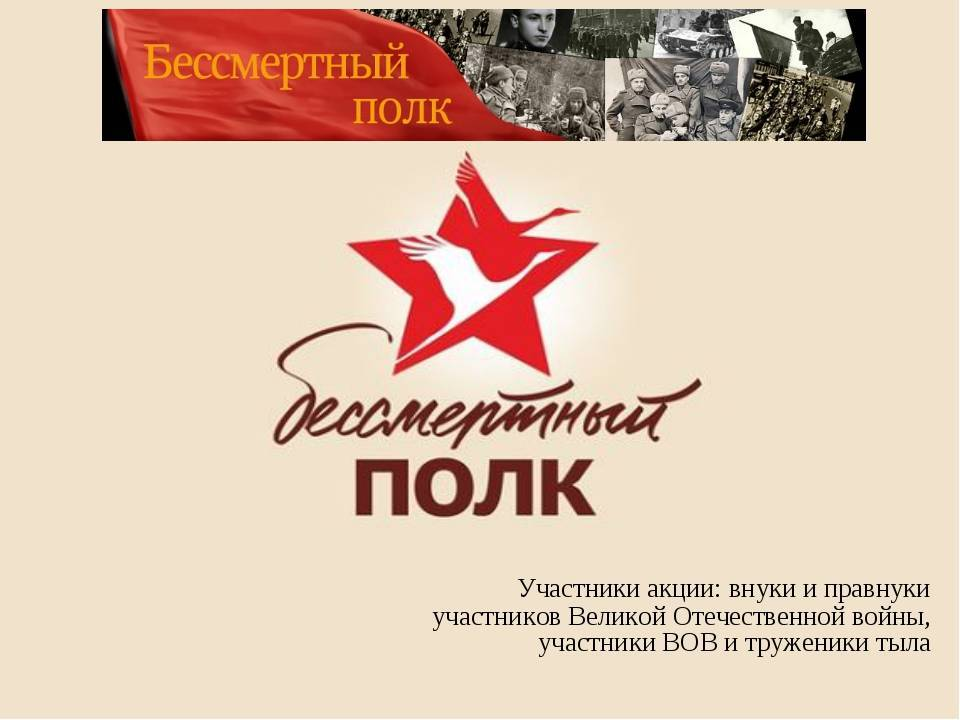 Бессмертный
полк
бессмертный
ПОЛК
Участники акции: внуки и правнуки
участников Великой Отечественной войны,
участники ВОВ и труженики тыла